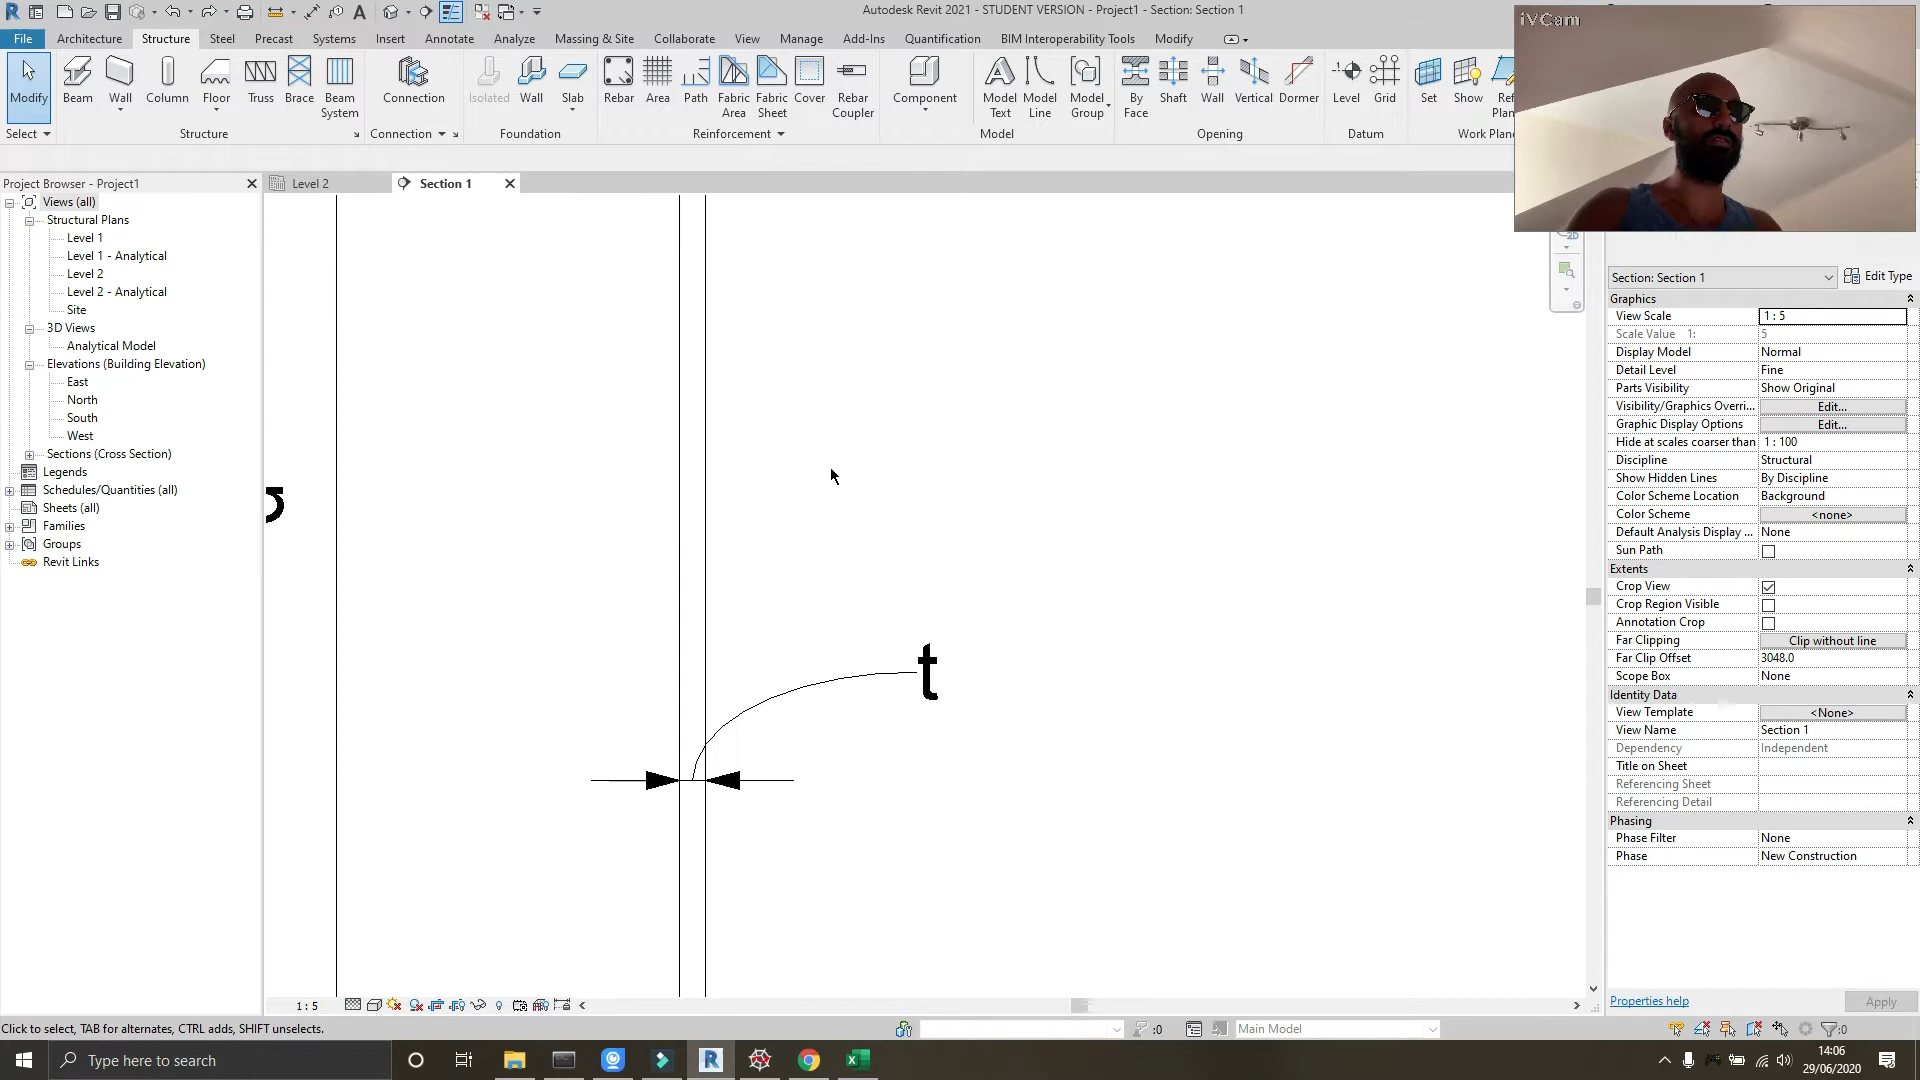 Autodesk Revit 2021 - STUDENT VERSION - Project1 - Section: Section 1
iVCam
File Architecture Structure Steel Precast Systems Insert Annotate Analyze Massing & Site Collaborate View Manage Add-Ins Quantification BIM Interoperability Tools Modify
Modify Beam Wall Column Floor Truss Brace Beam System Connection Isolated Wall Slab Rebar Area Path Fabric Area Fabric Sheet Cover Rebar Coupler Component Model Text Model Line Model Group By Face Shaft Wall Vertical Dormer Level Grid Set Show
Select Structure Connection Foundation Reinforcement Model Opening Datum Work Plane
Project Browser - Project1
Level 2
Section 1
Views (all)
Structural Plans
Level 1
Level 1 - Analytical
Level 2
Level 2 - Analytical
Site
3D Views
Analytical Model
Elevations (Building Elevation)
East
North
South
West
Sections (Cross Section)
Legends
Schedules/Quantities (all)
Sheets (all)
Families
Groups
Revit Links
t
Section: Section 1 Edit Type
Graphics
View Scale 1 : 5
Scale Value 1: 5
Display Model Normal
Detail Level Fine
Parts Visibility Show Original
Visibility/Graphics Overri... Edit...
Graphic Display Options Edit...
Hide at scales coarser than 1 : 100
Discipline Structural
Show Hidden Lines By Discipline
Color Scheme Location Background
Color Scheme <none>
Default Analysis Display ... None
Sun Path
Extents
Crop View
Crop Region Visible
Annotation Crop
Far Clipping Clip without line
Far Clip Offset 3048.0
Scope Box None
Identity Data
View Template <None>
View Name Section 1
Dependency Independent
Title on Sheet
Referencing Sheet
Referencing Detail
Phasing
Phase Filter None
Phase New Construction
Properties help Apply
1 : 5
Click to select, TAB for alternates, CTRL adds, SHIFT unselects.
:0 Main Model :0
Type here to search
14:06
29/06/2020